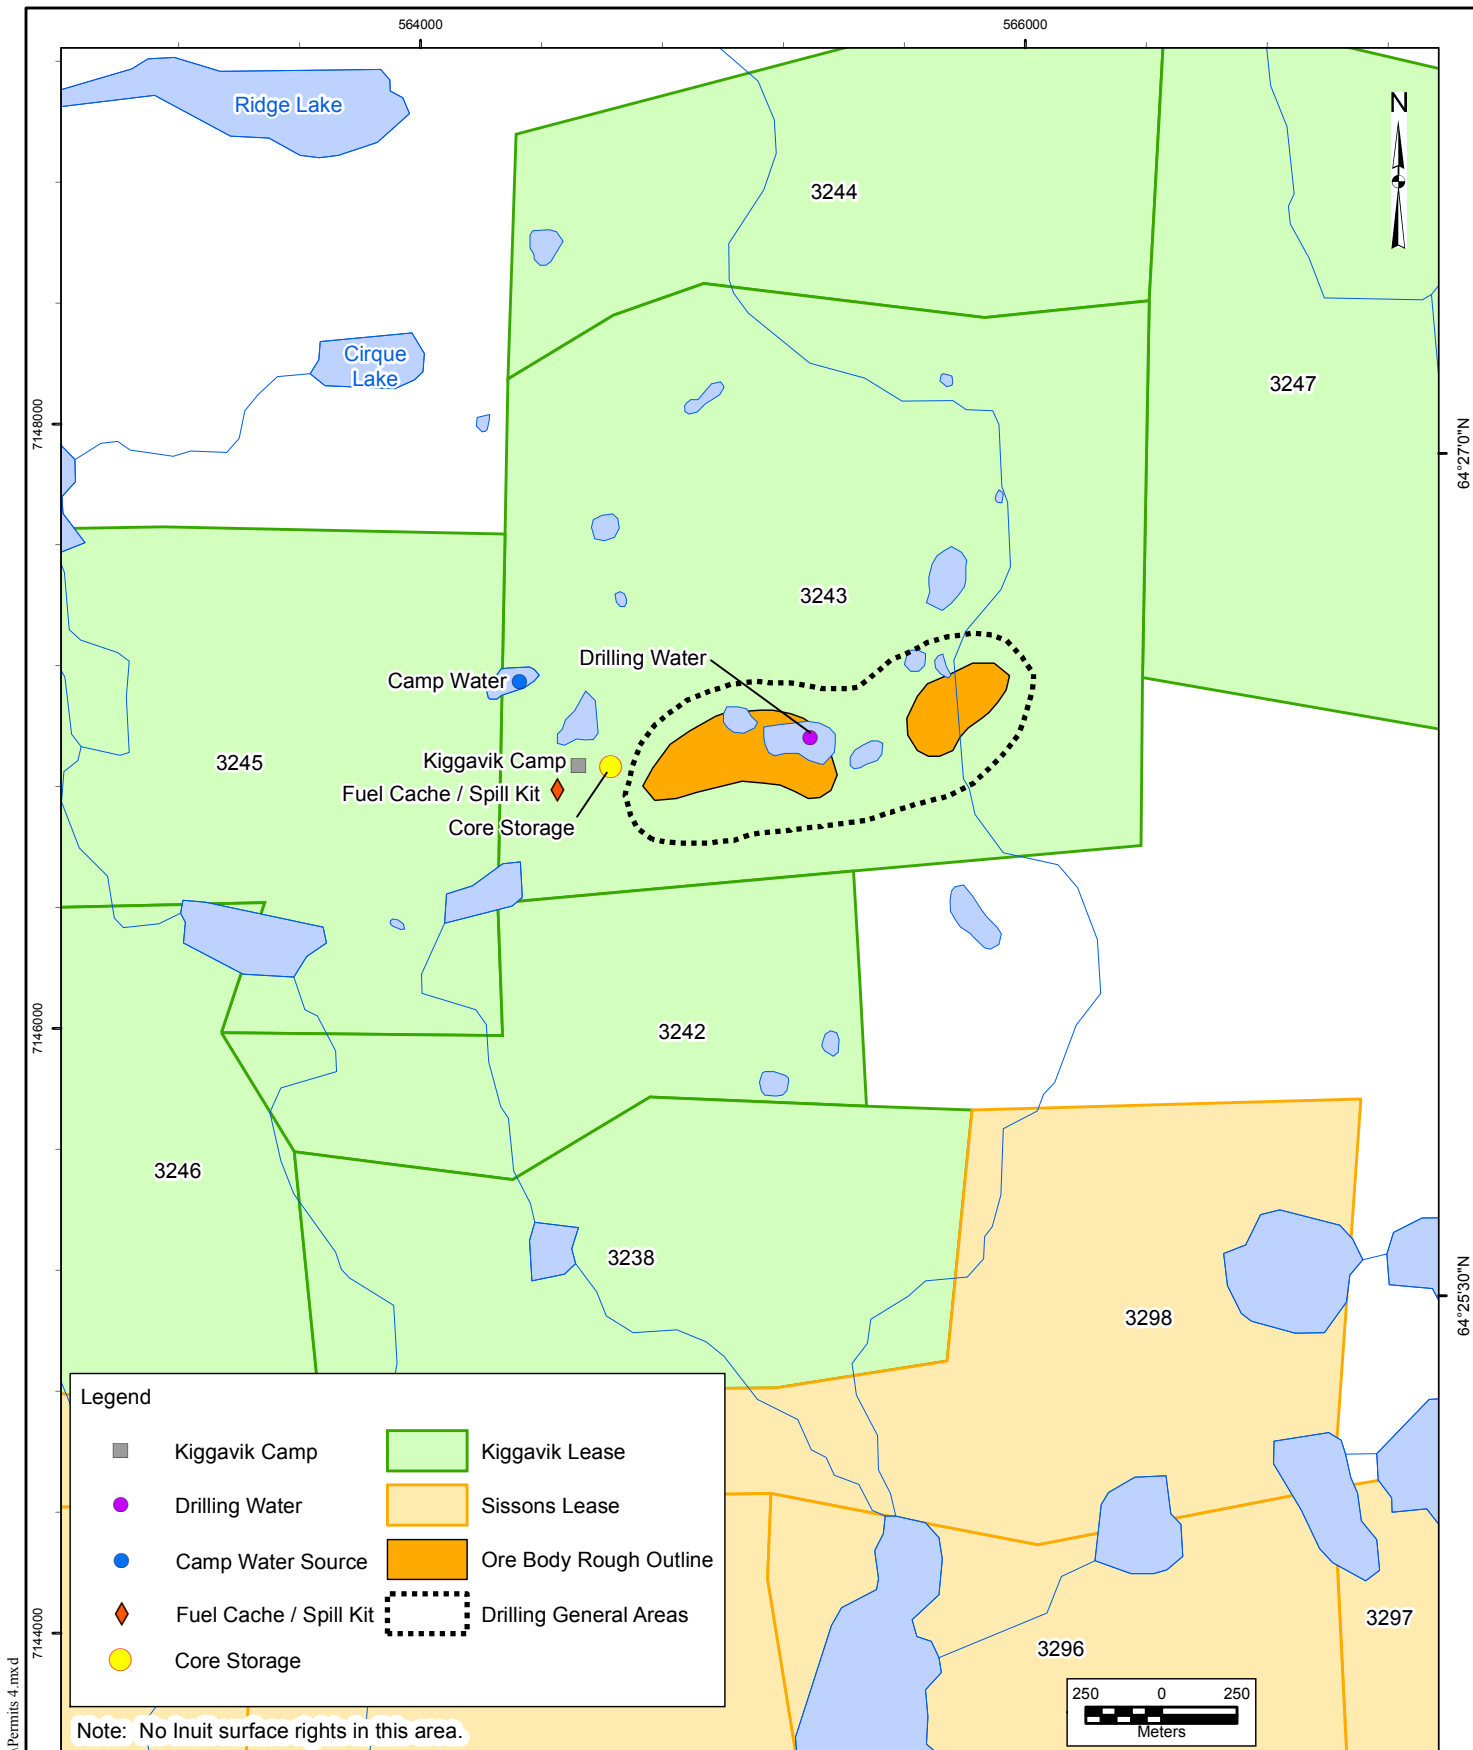 564000
566000
Ridge Lake
N
3244
Cirque
Lake
3247
7148000
64°27'0"N
3243
Drilling Water
Camp Water
3245
Kiggavik Camp
Fuel Cache / Spill Kit
Core Storage
7146000
3242
3246
3238
64°25'30"N
3298
Legend
Kiggavik Camp
Kiggavik Lease
Drilling Water
Sissons Lease
Camp Water Source
Ore Body Rough Outline
Fuel Cache / Spill Kit
Drilling General Areas
Core Storage
7144000
3297
3296
250 0 250
Meters
Note: No Inuit surface rights in this area.
Permits 4.mxd